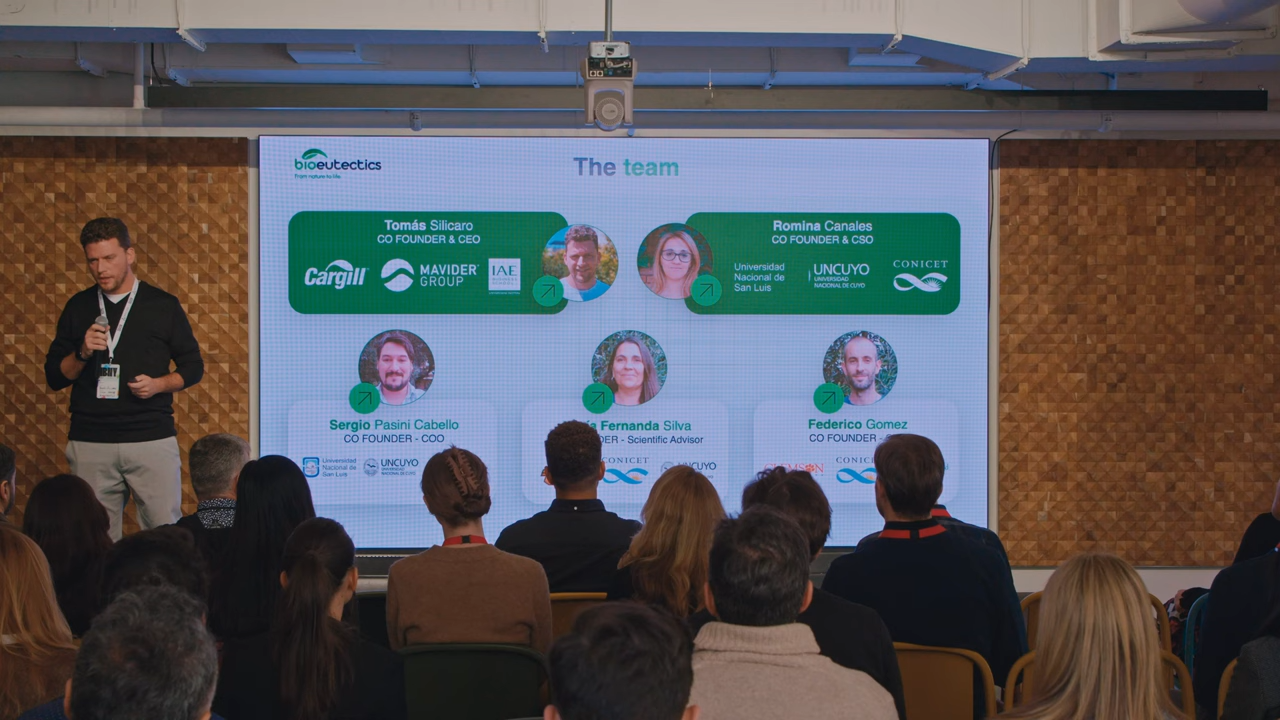 bioeutectics
From nature to life
The team
Tomás Silicaro
CO FOUNDER & CEO
Cargill
MAVIDER GROUP
IAE
Romina Canales
CO FOUNDER & CSO
Universidad Nacional de San Luis
UNCUYO
UNIVERSIDAD NACIONAL DE CUYO
CONICET
Sergio Pasini Cabello
CO FOUNDER - COO
Universidad Nacional de San Luis
UNCUYO
Fernanda Silva
DER - Scientific Advisor
CONICET
UNCUYO
Federico Gomez
CO FOUNDER -